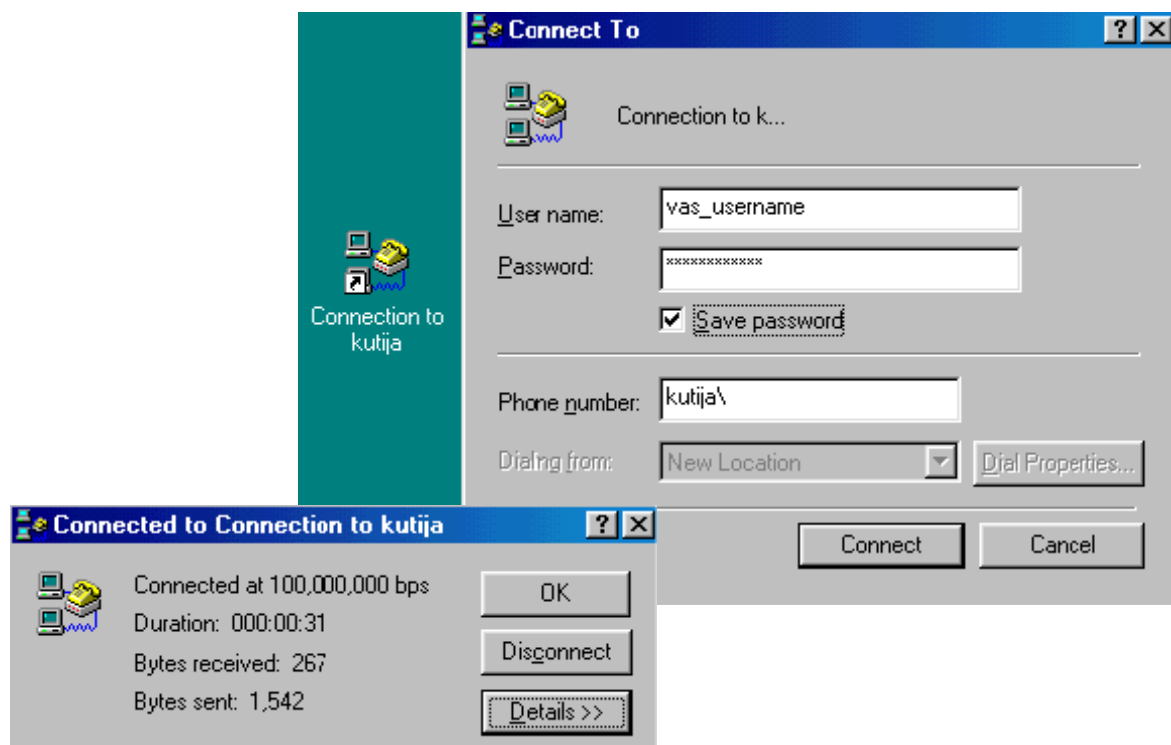 Connect To
Connection to k...
User name:
vas_username
Password:
************
Save password
Connection to
kutija
Phone number:
kutija\
Dialing from:
New Location
Dial Properties...
Connect
Cancel
Connected to Connection to kutija
Connected at 100,000,000 bps
OK
Duration: 000:00:31
Disconnect
Bytes received: 267
Bytes sent: 1,542
Details >>